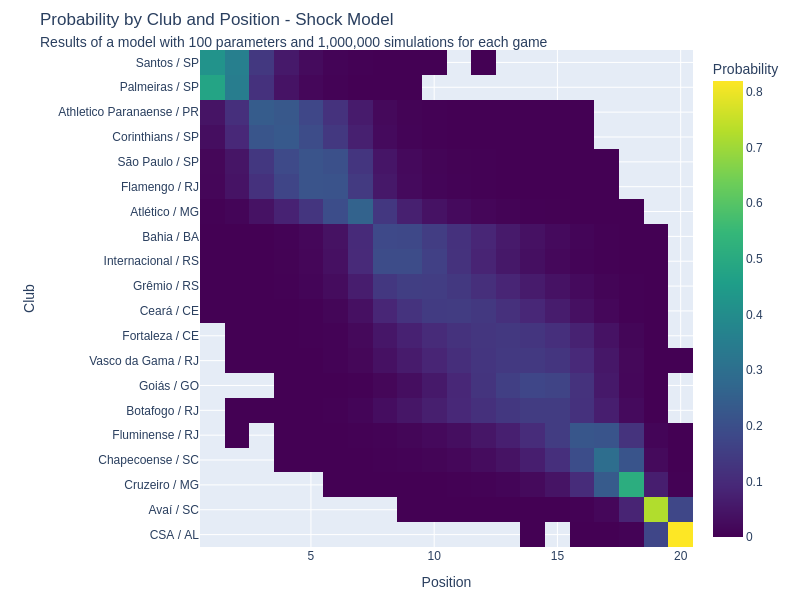 Probability by Club and Position - Shock Model
Results of a model with 100 parameters and 1,000,000 simulations for each game
Probability
Santos / SP
Palmeiras / SP
Athletico Paranaense / PR
Corinthians / SP
São Paulo / SP
Flamengo / RJ
Atlético / MG
Bahia / BA
Internacional / RS
Grêmio / RS
Ceará / CE
Fortaleza / CE
Vasco da Gama / RJ
Goiás / GO
Botafogo / RJ
Fluminense / RJ
Chapecoense / SC
Cruzeiro / MG
Avaí / SC
CSA / AL
Club
5
10
15
20
Position
0.8
0.7
0.6
0.5
0.4
0.3
0.2
0.1
0